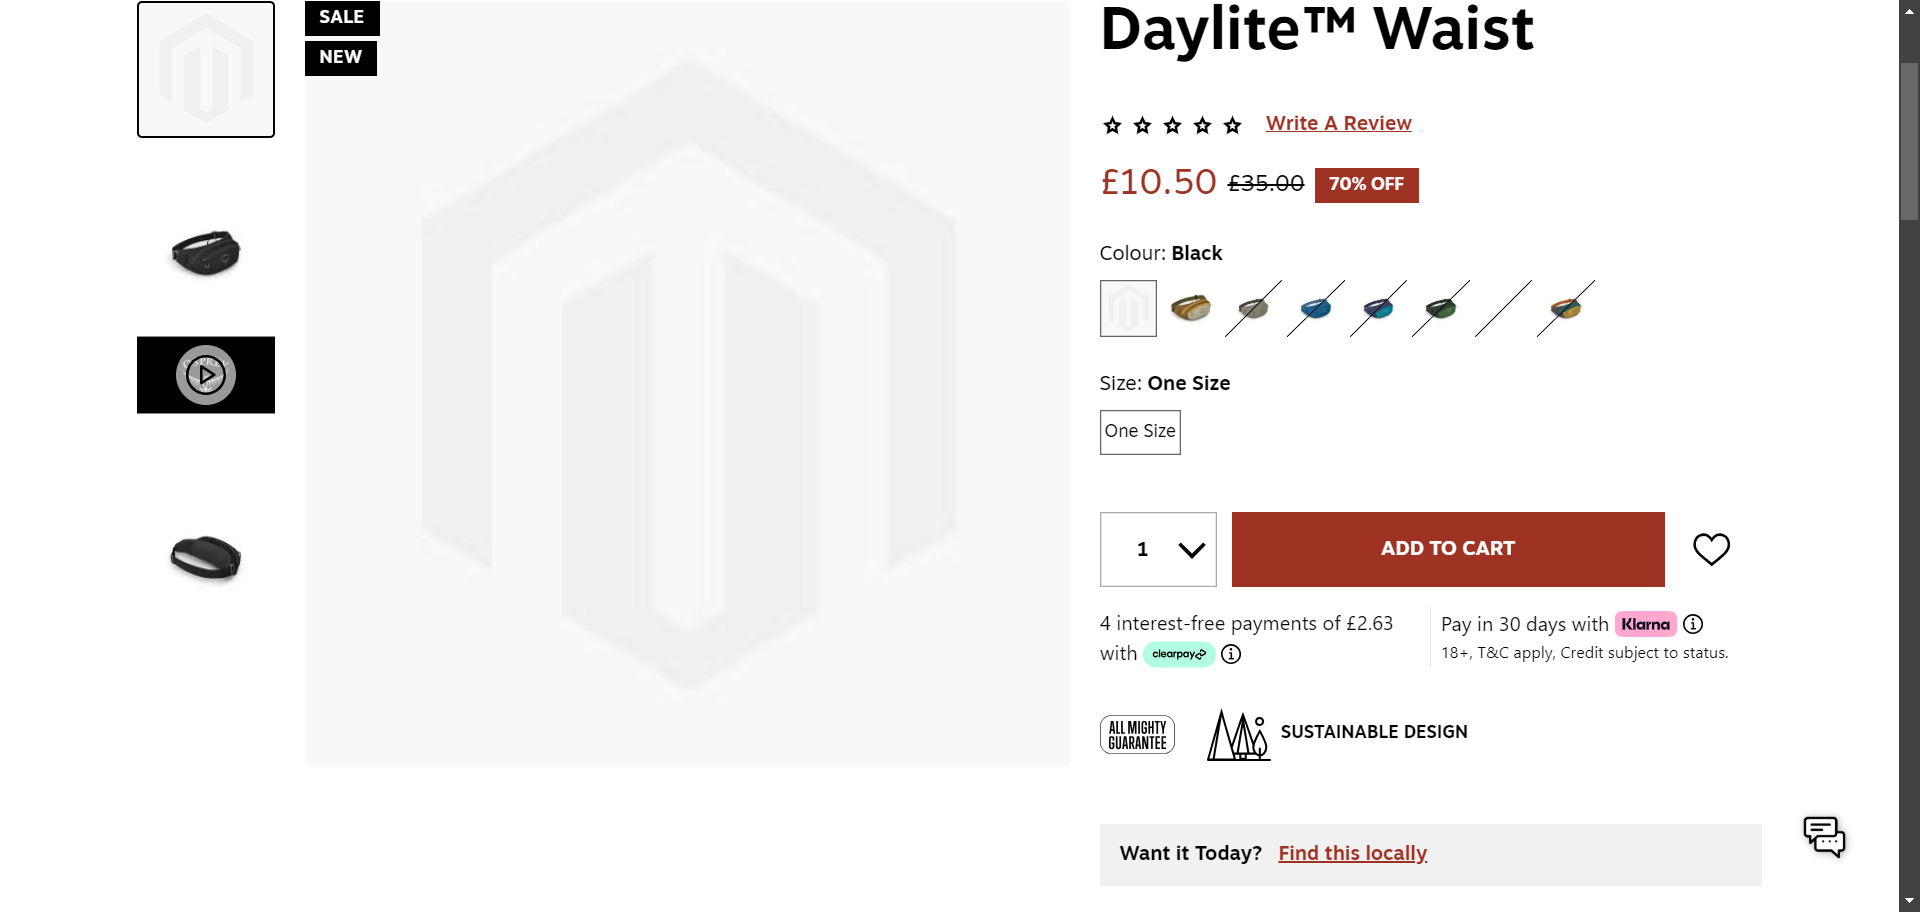 SALE
NEW
Daylite™ Waist
Write A Review
£10.50 £35.00 70% OFF
Colour: Black
Size: One Size
One Size
1
ADD TO CART
4 interest-free payments of £2.63
with clearpay
Pay in 30 days with Klarna
18+, T&C apply, Credit subject to status.
ALL MIGHTY
GUARANTEE
SUSTAINABLE DESIGN
Want it Today? Find this locally